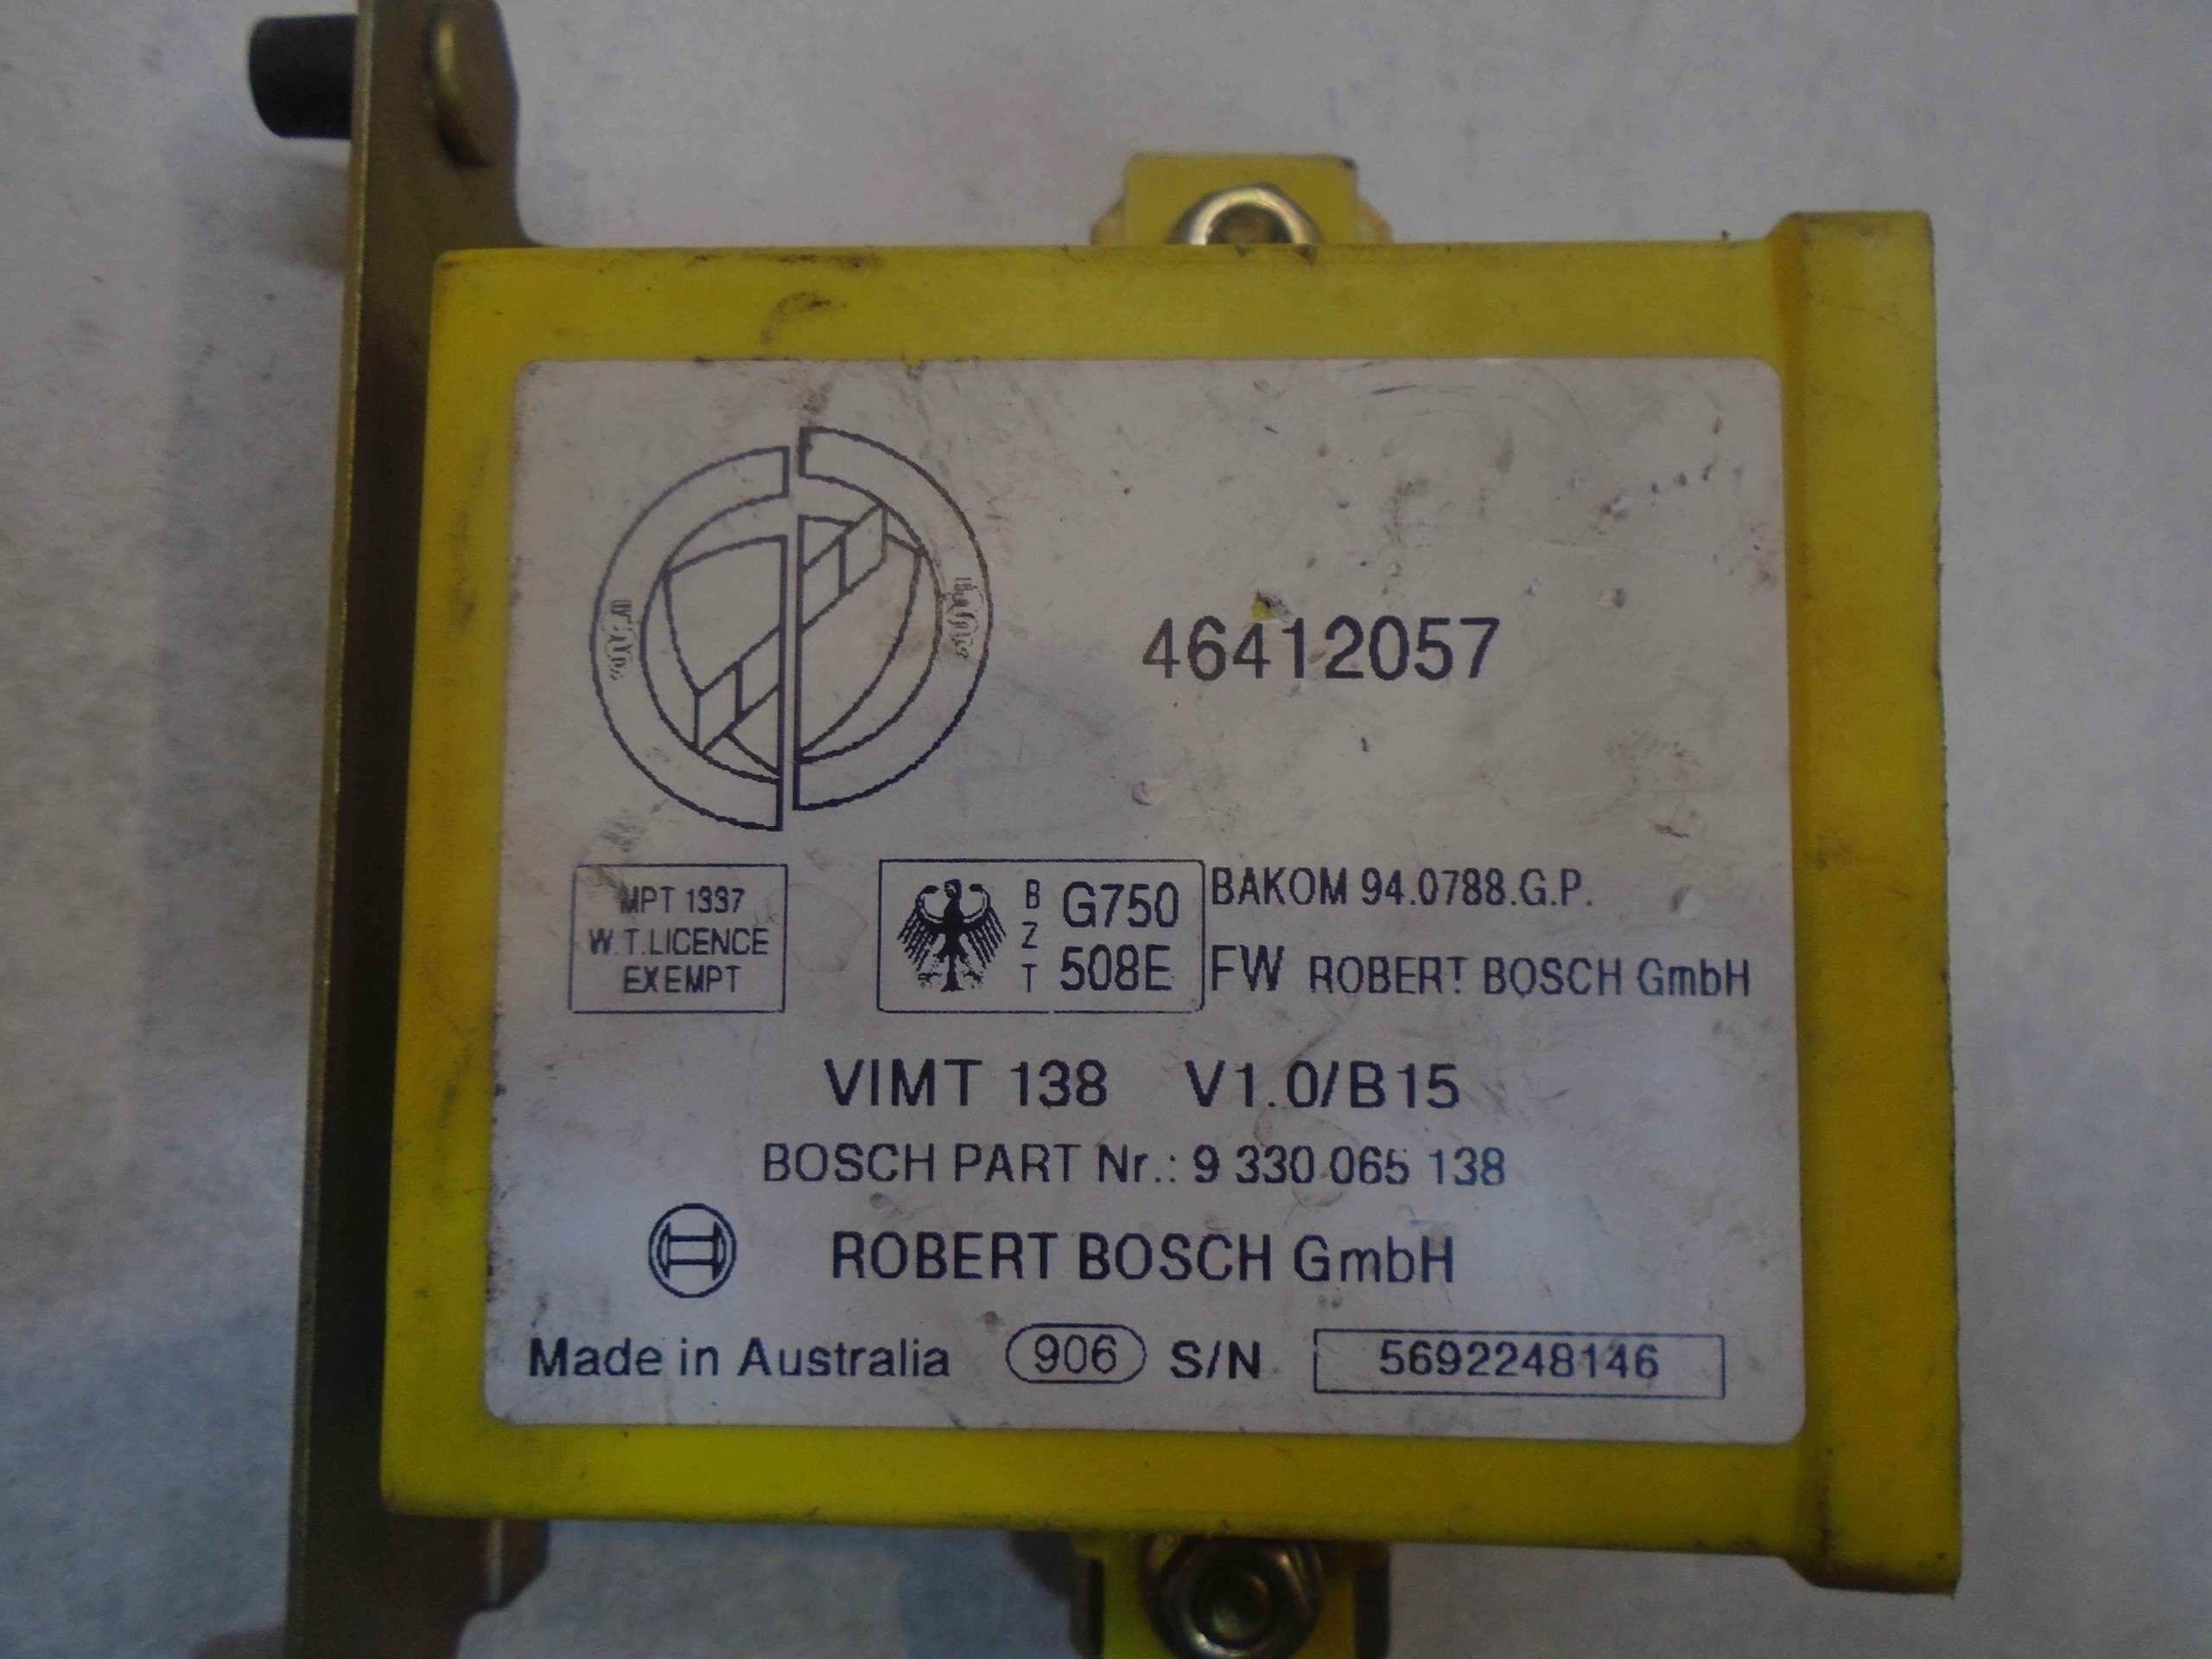 46412057
MPT 1337
W.T.LICENCE
EXEMPT
BZT
G750
508E
BAKOM 94.0788.G.P.
FW ROBERT BOSCH GmbH
VIMT 138 V1.0/B15
BOSCH PART Nr.: 9 330 065 138
ROBERT BOSCH GmbH
Made in Australia 906 S/N 5692248146